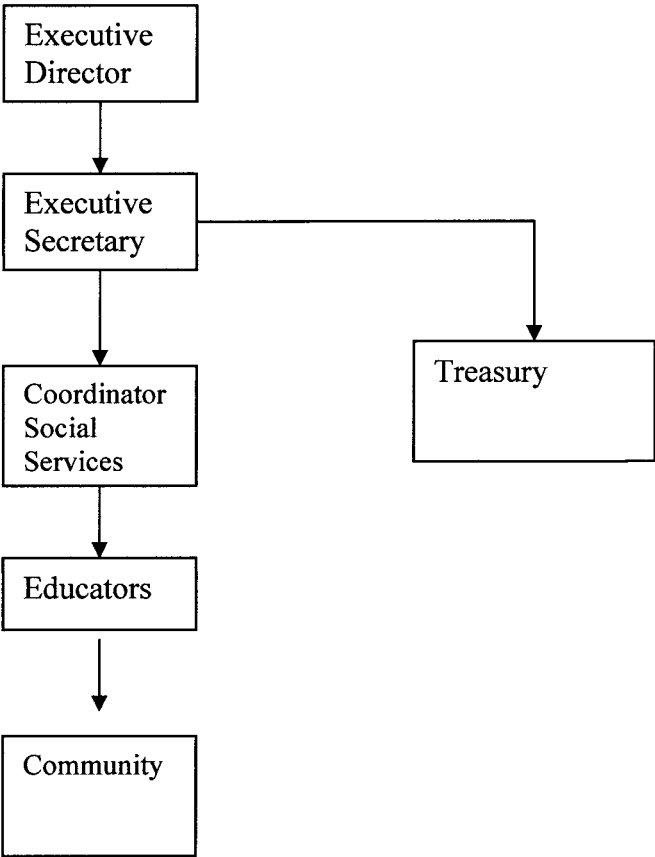 Executive
Director
Executive
Secretary
Treasury
Coordinator
Social
Services
Educators
Community